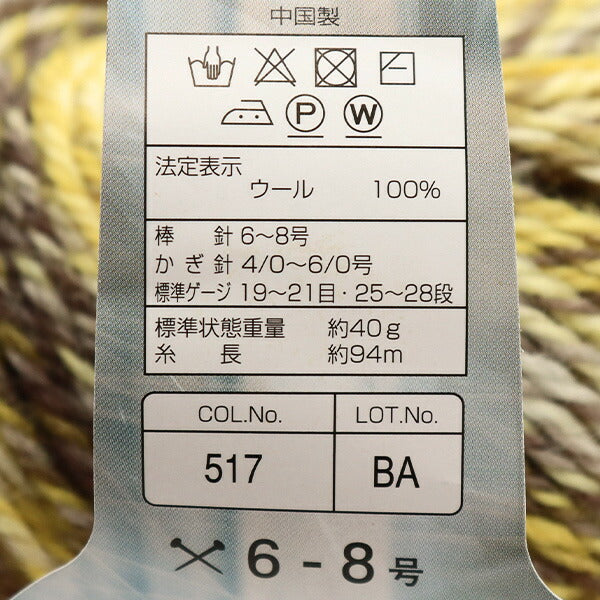 中国製
P W
法定表示
ウール 100%
棒針 6〜8号
かぎ針 4/0〜6/0号
標準ゲージ 19〜21目・25〜28段
標準状態重量 約40g
糸長 約94m
COL.No. LOT.No.
517 BA
6-8号